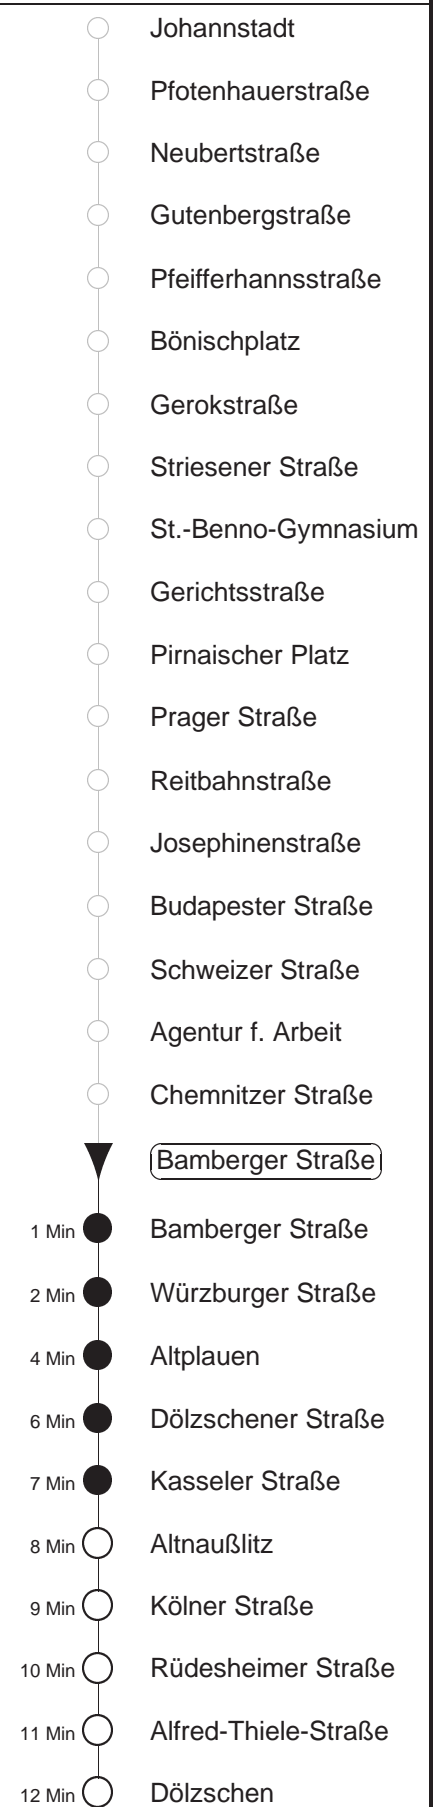 Johannstadt
Pfotenhauerstraße
Neubertstraße
Gutenbergstraße
Pfeifferhannsstraße
Bönischplatz
Gerokstraße
Striesener Straße
St.-Benno-Gymnasium
Gerichtsstraße
Pirnaischer Platz
Prager Straße
Reitbahnstraße
Josephinenstraße
Budapester Straße
Schweizer Straße
Agentur f. Arbeit
Chemnitzer Straße
Bamberger Straße
1 Min Bamberger Straße
2 Min Würzburger Straße
4 Min Altplauen
6 Min Dölzschener Straße
7 Min Kasseler Straße
8 Min Altnaußlitz
9 Min Kölner Straße
10 Min Rüdesheimer Straße
11 Min Alfred-Thiele-Straße
12 Min Dölzschen